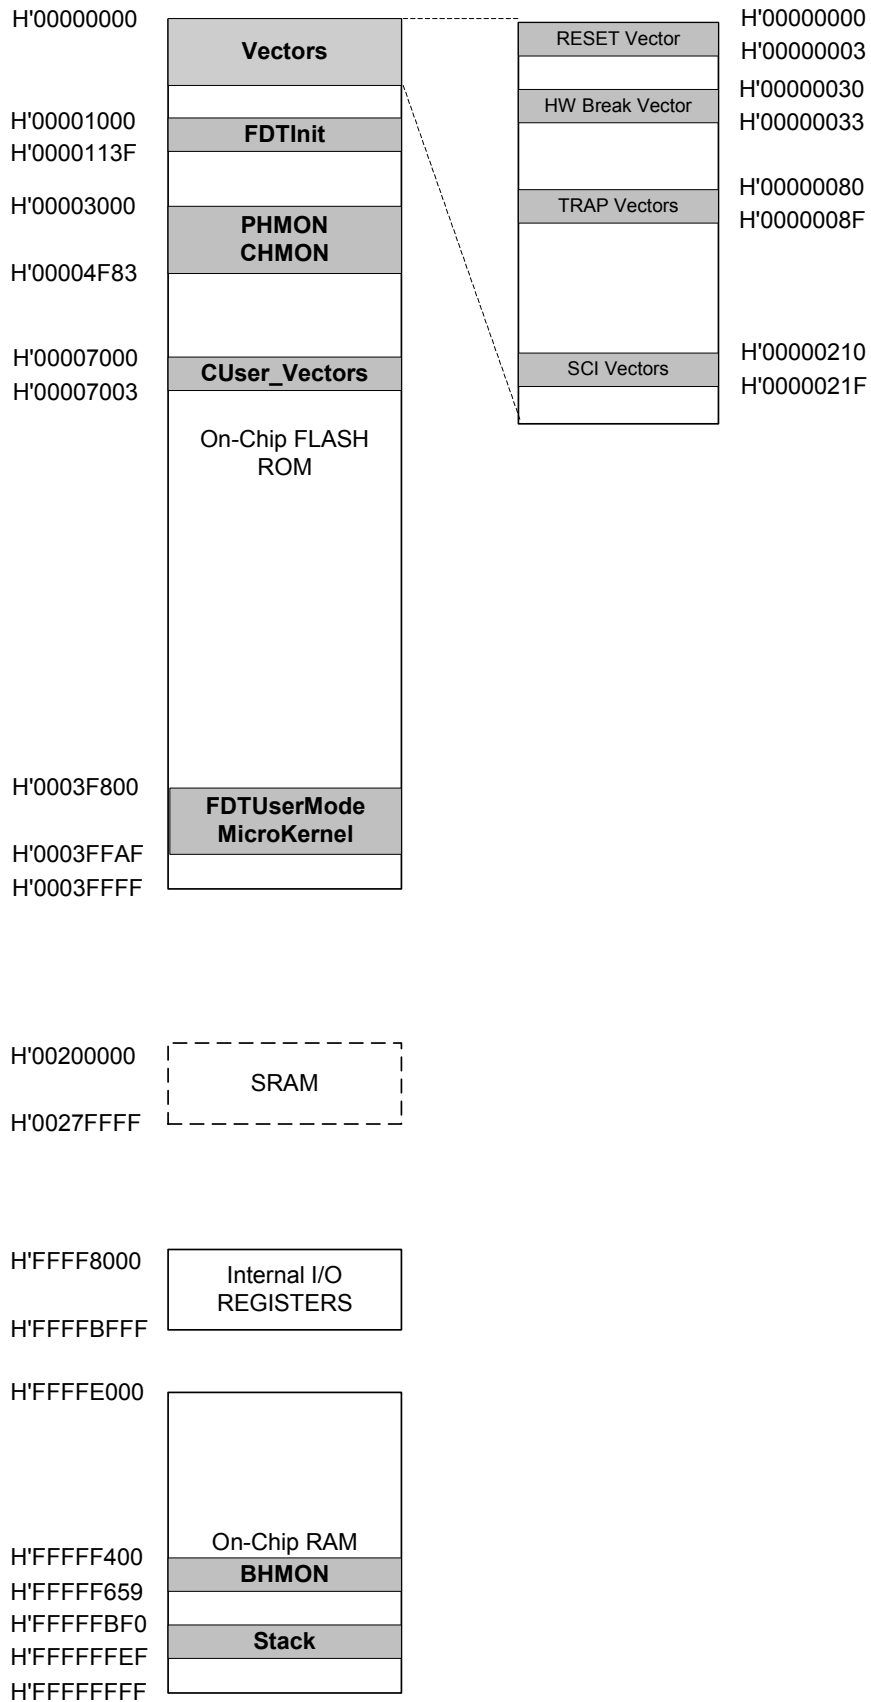 H'00000000
Vectors
H'00001000
FDTInit
H'0000113F
H'00003000
PHMON
CHMON
H'00004F83
H'00007000
CUser_Vectors
H'00007003
On-Chip FLASH
ROM
H'0003F800
FDTUserMode
MicroKernel
H'0003FFAF
H'0003FFFF
H'00200000
SRAM
H'0027FFFF
H'FFFF8000
Internal I/O
REGISTERS
H'FFFFBFFF
H'FFFFE000
On-Chip RAM
H'FFFFF400
BHMON
H'FFFFF659
H'FFFFFBF0
Stack
H'FFFFFFEF
H'FFFFFFFF
H'00000000
RESET Vector
H'00000003
H'00000030
HW Break Vector
H'00000033
H'00000080
TRAP Vectors
H'0000008F
H'00000210
SCI Vectors
H'0000021F